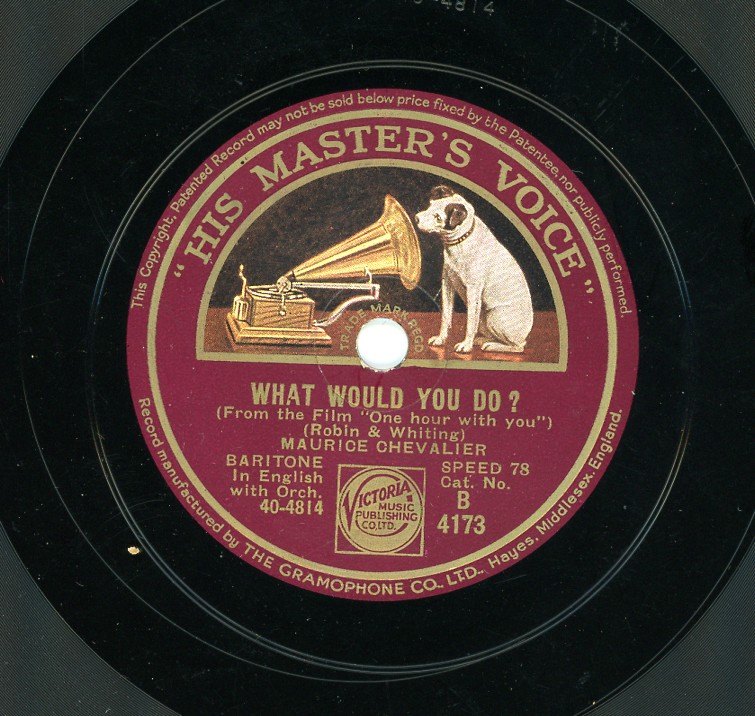 -4814
This Copyright, Patented Record may not be sold below price fixed by the Patentee, nor publicly performed.
"HIS MASTER'S VOICE"
TRADE MARK REGD
WHAT WOULD YOU DO?
(From the Film "One hour with you")
(Robin & Whiting)
MAURICE CHEVALIER
BARITONE
In English
with Orch.
40-4814
VICTORIA
MUSIC
PUBLISHING
CO., LTD.
SPEED 78
Cat. No.
B
4173
Record manufactured by THE GRAMOPHONE CO., LTD., Hayes, Middlesex, England.